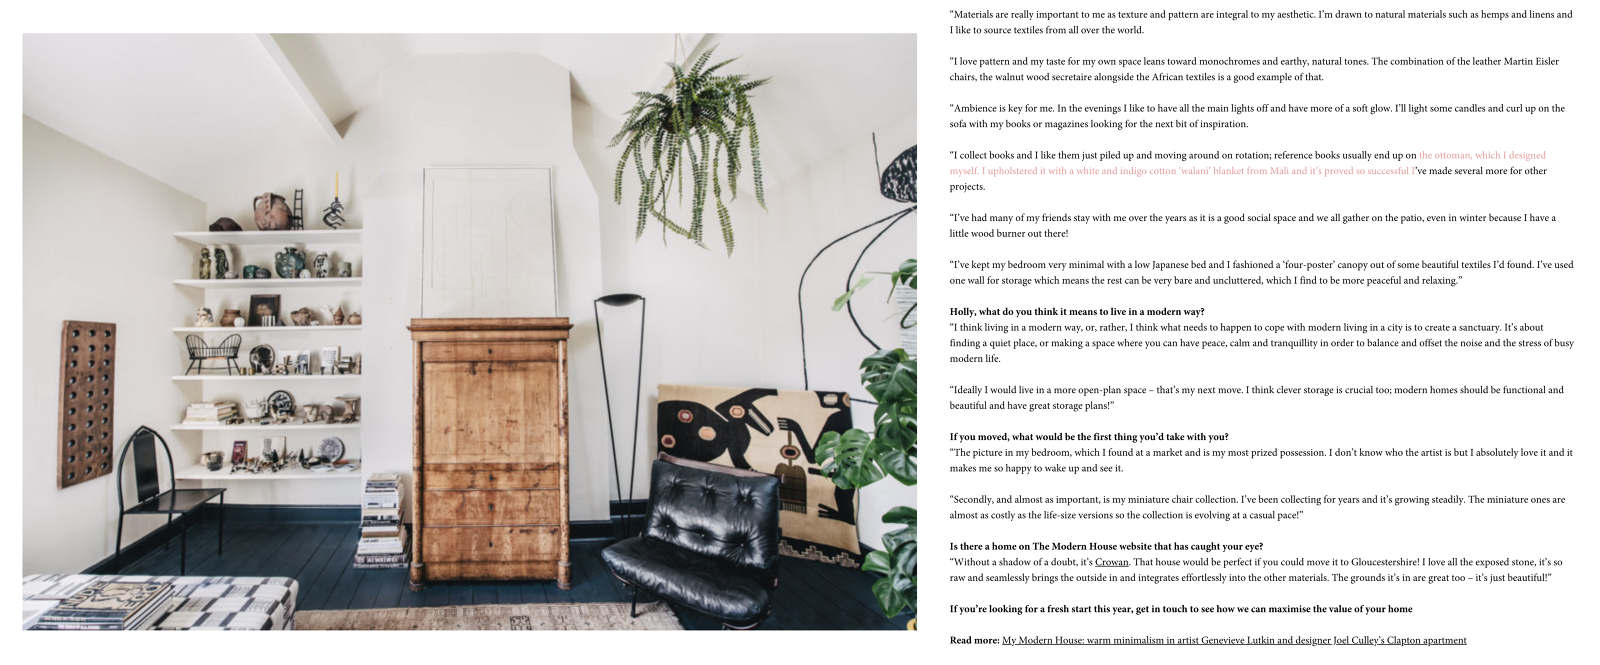 “Materials are really important to me as texture and pattern are integral to my aesthetic. I’m drawn to natural materials such as hemps and linens and
I like to source textiles from all over the world.
“I love pattern and my taste for my own space leans toward monochromes and earthy, natural tones. The combination of the leather Martin Eisler
chairs, the walnut wood secretaire alongside the African textiles is a good example of that.
“Ambience is key for me. In the evenings I like to have all the main lights off and have more of a soft glow. I’ll light some candles and curl up on the
sofa with my books or magazines looking for the next bit of inspiration.
“I collect books and I like them just piled up and moving around on rotation; reference books usually end up on the ottoman, which I designed
myself. I upholstered it with a white and indigo cotton ‘walani’ blanket from Mali and it’s proved so successful I’ve made several more for other
projects.
“I’ve had many of my friends stay with me over the years as it is a good social space and we all gather on the patio, even in winter because I have a
little wood burner out there!
“I’ve kept my bedroom very minimal with a low Japanese bed and I fashioned a ‘four-poster’ canopy out of some beautiful textiles I’d found. I’ve used
one wall for storage which means the rest can be very bare and uncluttered, which I find to be more peaceful and relaxing.”
Holly, what do you think it means to live in a modern way?
“I think living in a modern way, or, rather, I think what needs to happen to cope with modern living in a city is to create a sanctuary. It’s about
finding a quiet place, or making a space where you can have peace, calm and tranquillity in order to balance and offset the noise and the stress of busy
modern life.
“Ideally I would live in a more open-plan space – that’s my next move. I think clever storage is crucial too; modern homes should be functional and
beautiful and have great storage plans!”
If you moved, what would be the first thing you’d take with you?
“The picture in my bedroom, which I found at a market and is my most prized possession. I don’t know who the artist is but I absolutely love it and it
makes me so happy to wake up and see it.
“Secondly, and almost as important, is my miniature chair collection. I’ve been collecting for years and it’s growing steadily. The miniature ones are
almost as costly as the life-size versions so the collection is evolving at a casual pace!”
Is there a home on The Modern House website that has caught your eye?
“Without a shadow of a doubt, it’s Crowan. That house would be perfect if you could move it to Gloucestershire! I love all the exposed stone, it’s so
raw and seamlessly brings the outside in and integrates effortlessly into the other materials. The grounds it’s in are great too – it’s just beautiful!”
If you’re looking for a fresh start this year, get in touch to see how we can maximise the value of your home
Read more: My Modern House: warm minimalism in artist Genevieve Lutkin and designer Joel Culley’s Clapton apartment